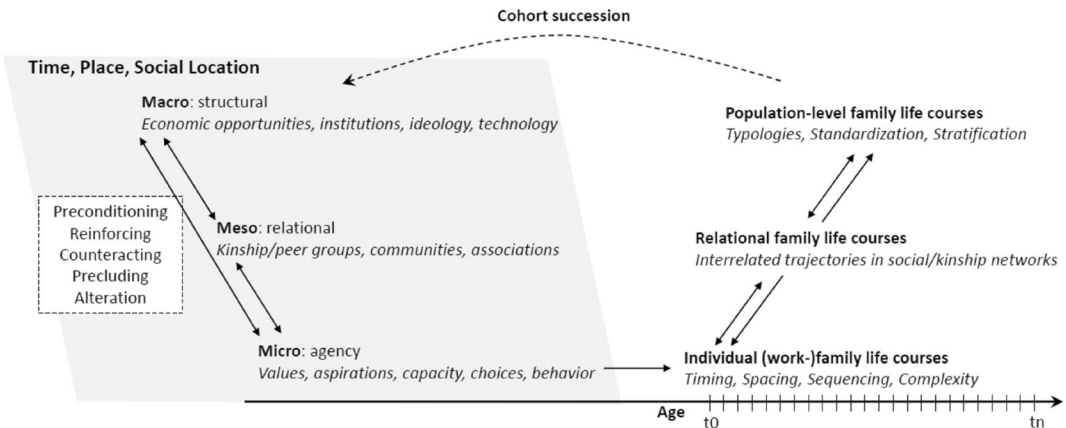 Cohort succession
Time, Place, Social Location
Macro: structural
Economic opportunities, institutions, ideology, technology
Preconditioning
Reinforcing
Counteracting
Precluding
Alteration
Meso: relational
Kinship/peer groups, communities, associations
Micro: agency
Values, aspirations, capacity, choices, behavior
Population-level family life courses
Typologies, Standardization, Stratification
Relational family life courses
Interrelated trajectories in social/kinship networks
Individual (work-)family life courses
Timing, Spacing, Sequencing, Complexity
Age
t0
tn